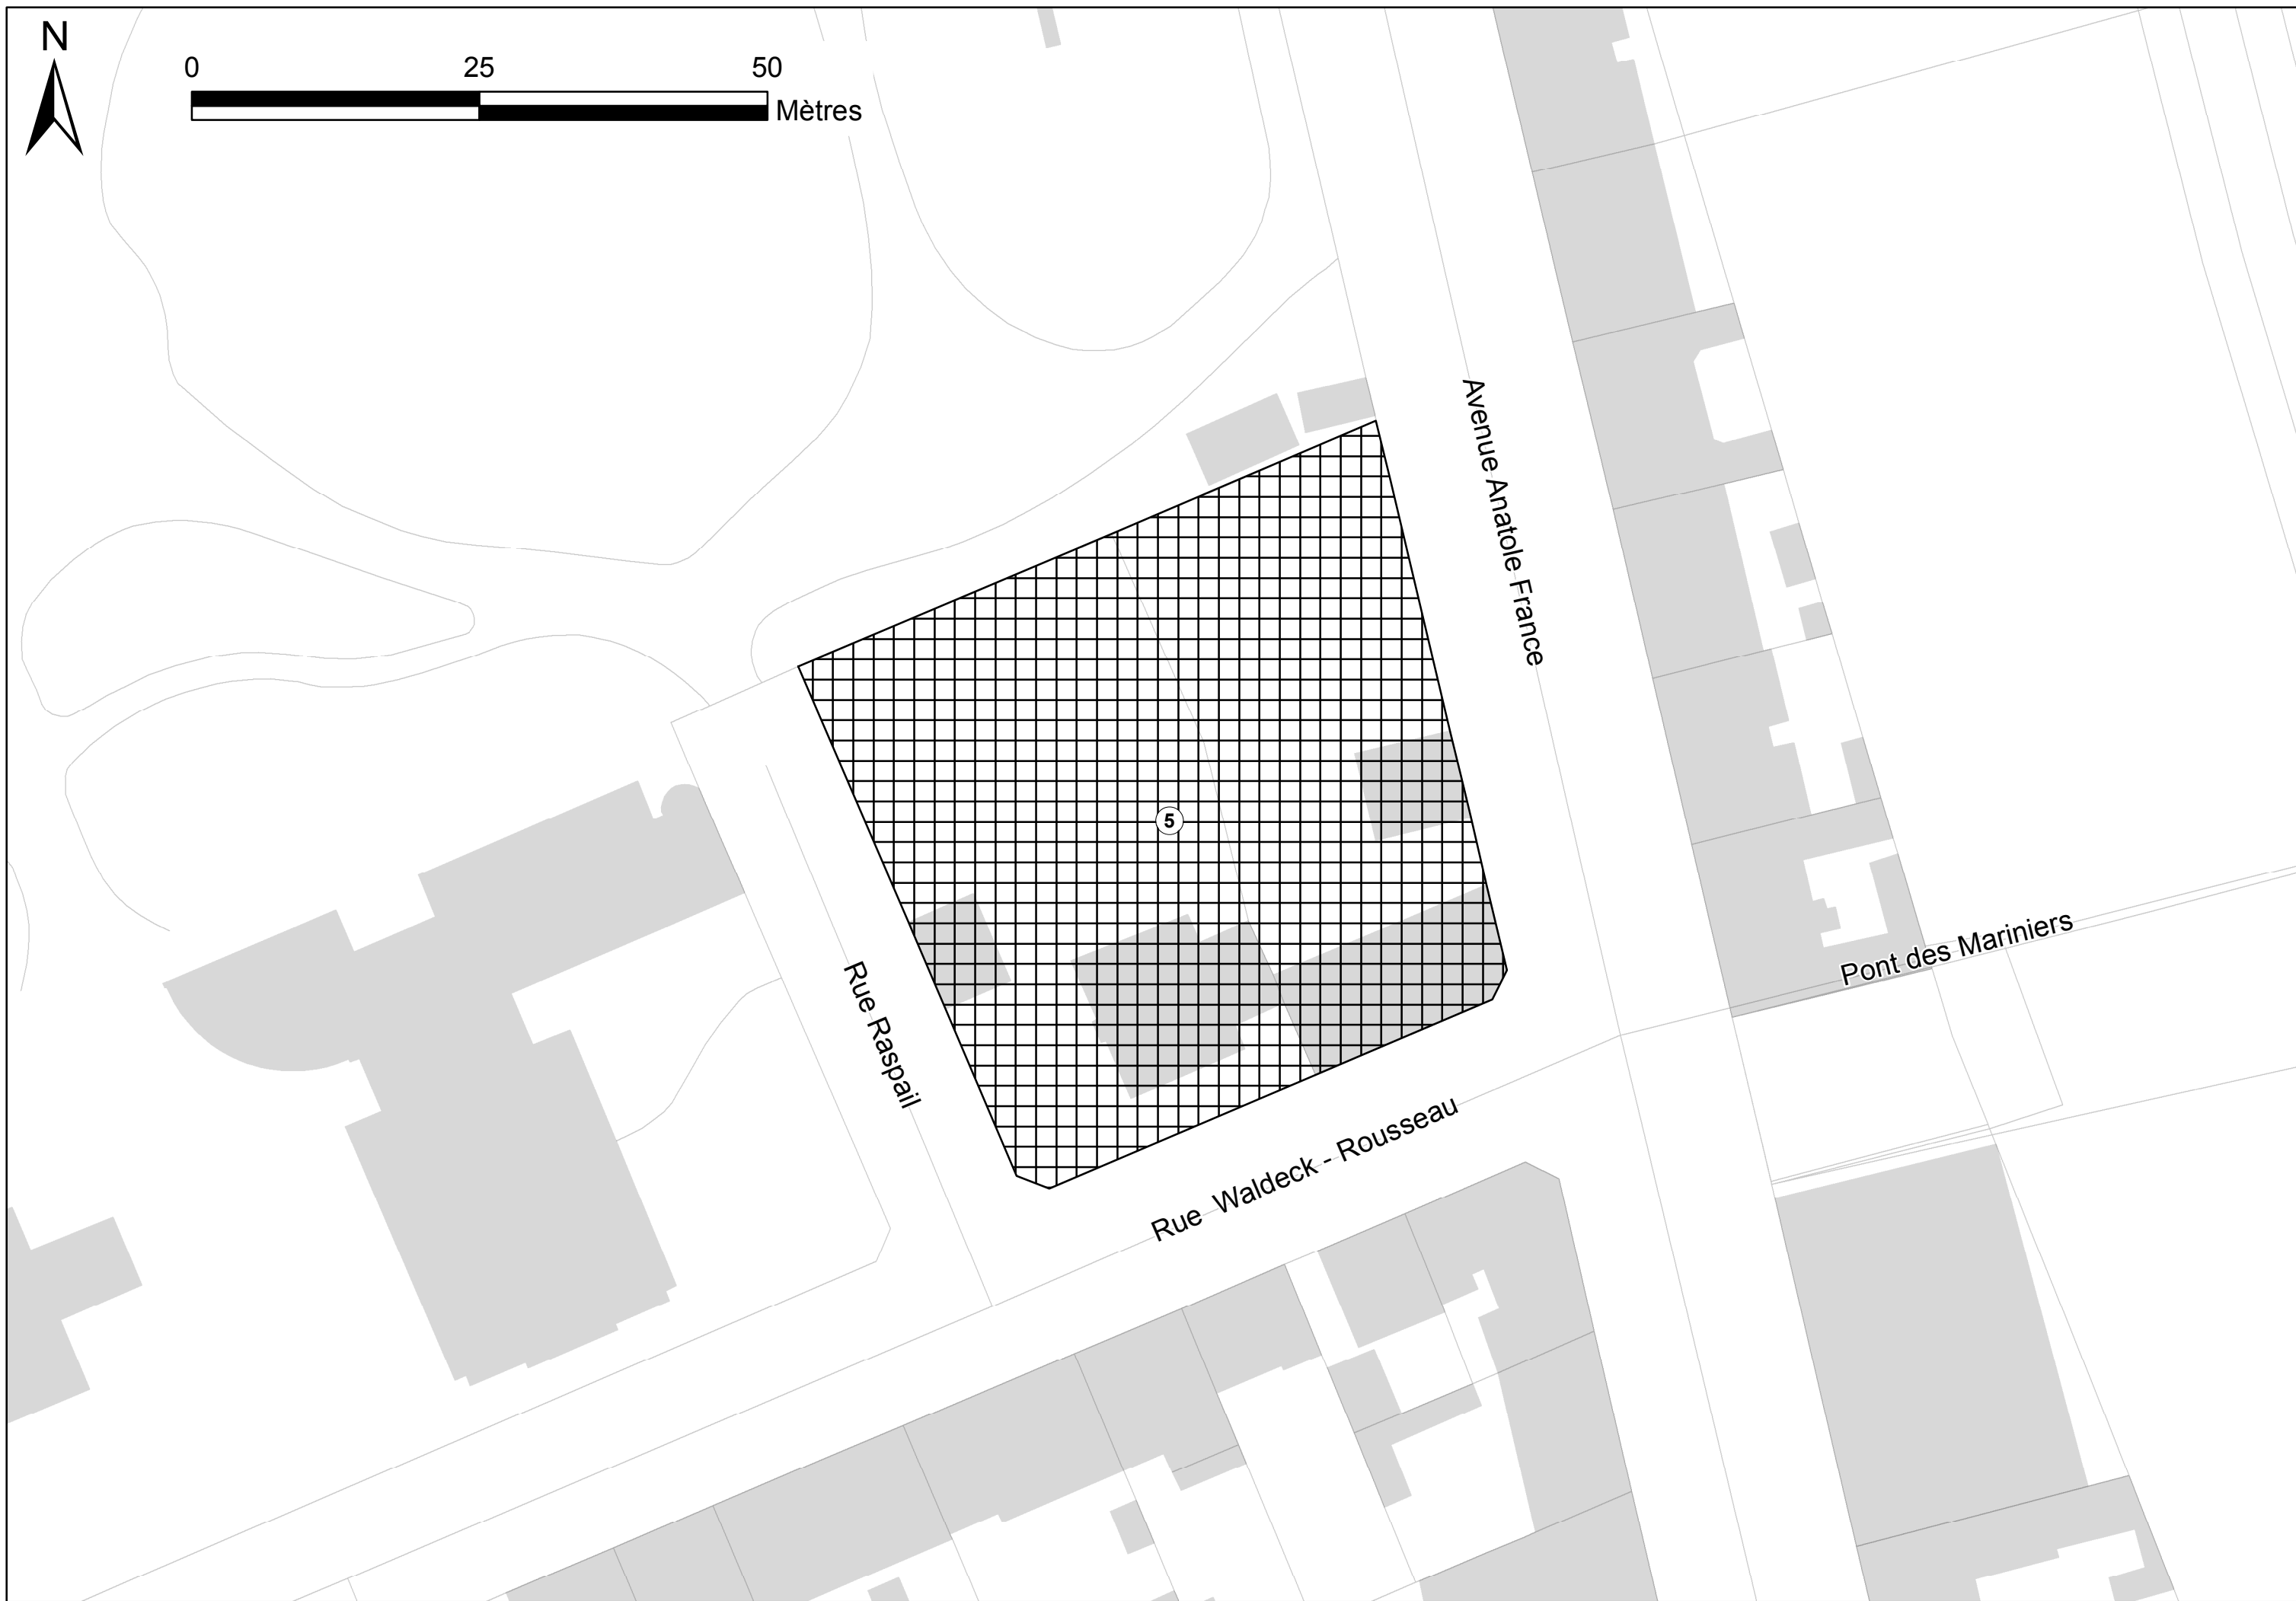 N
0 25 50
Mètres
Avenue Anatole France
5
Pont des Mariniers
Rue Raspail
Rue Waldeck - Rousseau